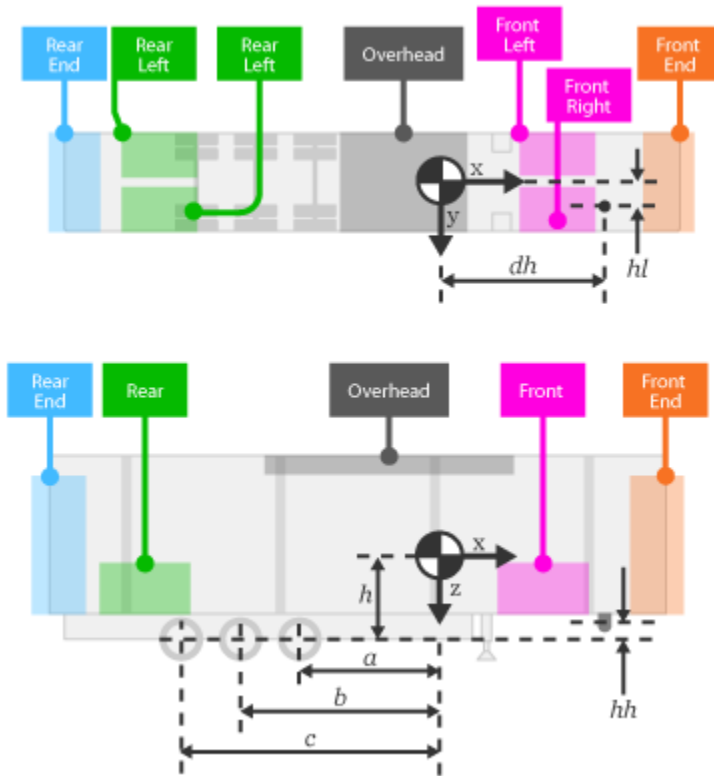 Rear
End
Rear
Left
Rear
Left
Overhead
Front
Left
Front
Right
Front
End
x
y
dh
hl
Rear
End
Rear
Overhead
Front
Front
End
x
h
z
a
b
c
hh